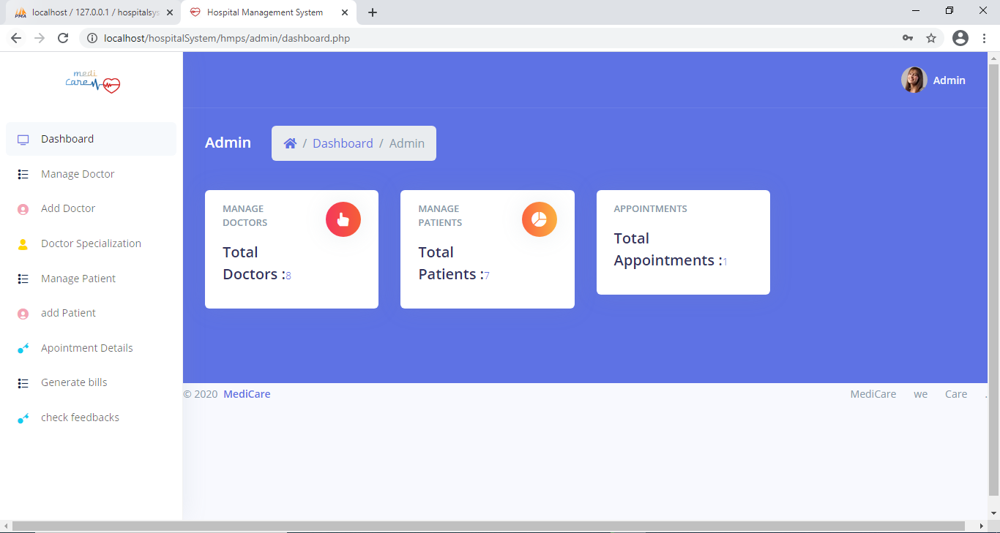 localhost / 127.0.0.1 / hospitalsys
Hospital Management System
localhost/hospitalSystem/hmps/admin/dashboard.php
medi
care
Admin
Dashboard
Manage Doctor
Add Doctor
Doctor Specialization
Manage Patient
add Patient
Apointment Details
Generate bills
check feedbacks
Admin
/ Dashboard / Admin
MANAGE
DOCTORS
Total
Doctors :8
MANAGE
PATIENTS
Total
Patients :7
APPOINTMENTS
Total
Appointments :1
© 2020 MediCare
MediCare we Care .